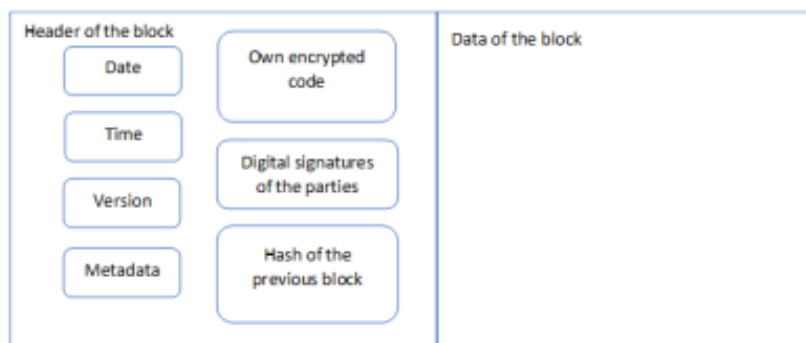 Header of the block
Date
Time
Version
Metadata
Own encrypted
code
Digital signatures
of the parties
Hash of the
previous block
Data of the block